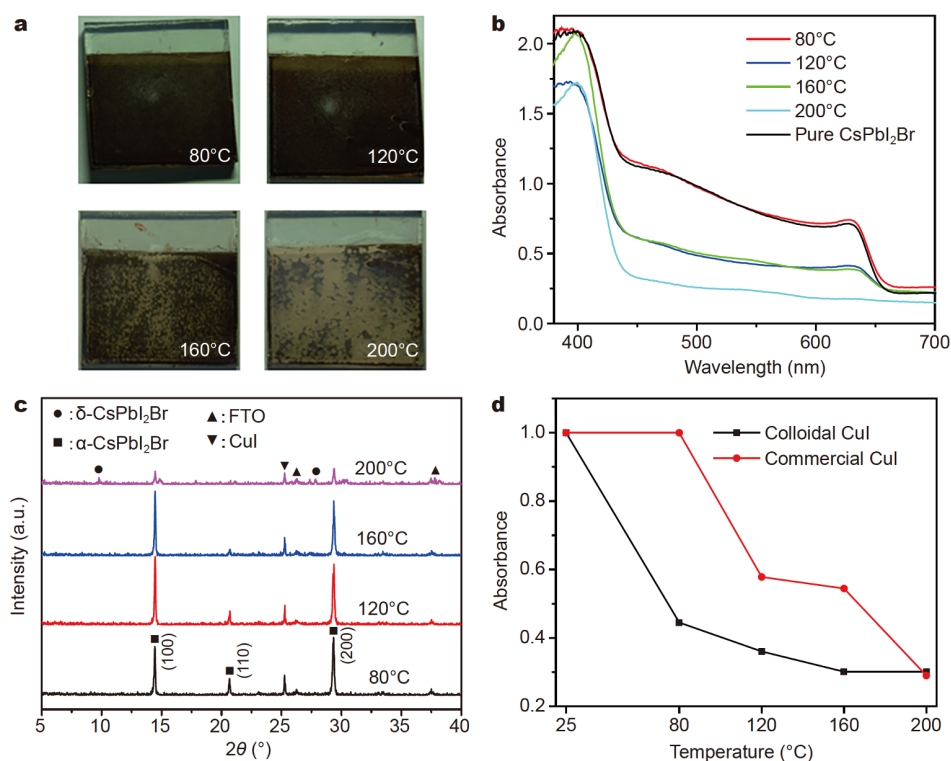 a
80°C
120°C
160°C
200°C
b
80°C
120°C
160°C
200°C
Pure CsPbI₂Br
2.0
1.5
1.0
0.5
0.0
Absorbance
400
500
600
700
Wavelength (nm)
c
●: δ-CsPbI₂Br
▲: FTO
■: α-CsPbI₂Br
▼: CuI
200°C
160°C
120°C
80°C
(100)
(110)
(200)
Intensity (a.u.)
5 10 15 20 25 30 35 40
2θ (°)
d
Colloidal CuI
Commercial CuI
1.0
0.8
0.6
0.4
0.2
Absorbance
25 80 120 160 200
Temperature (°C)